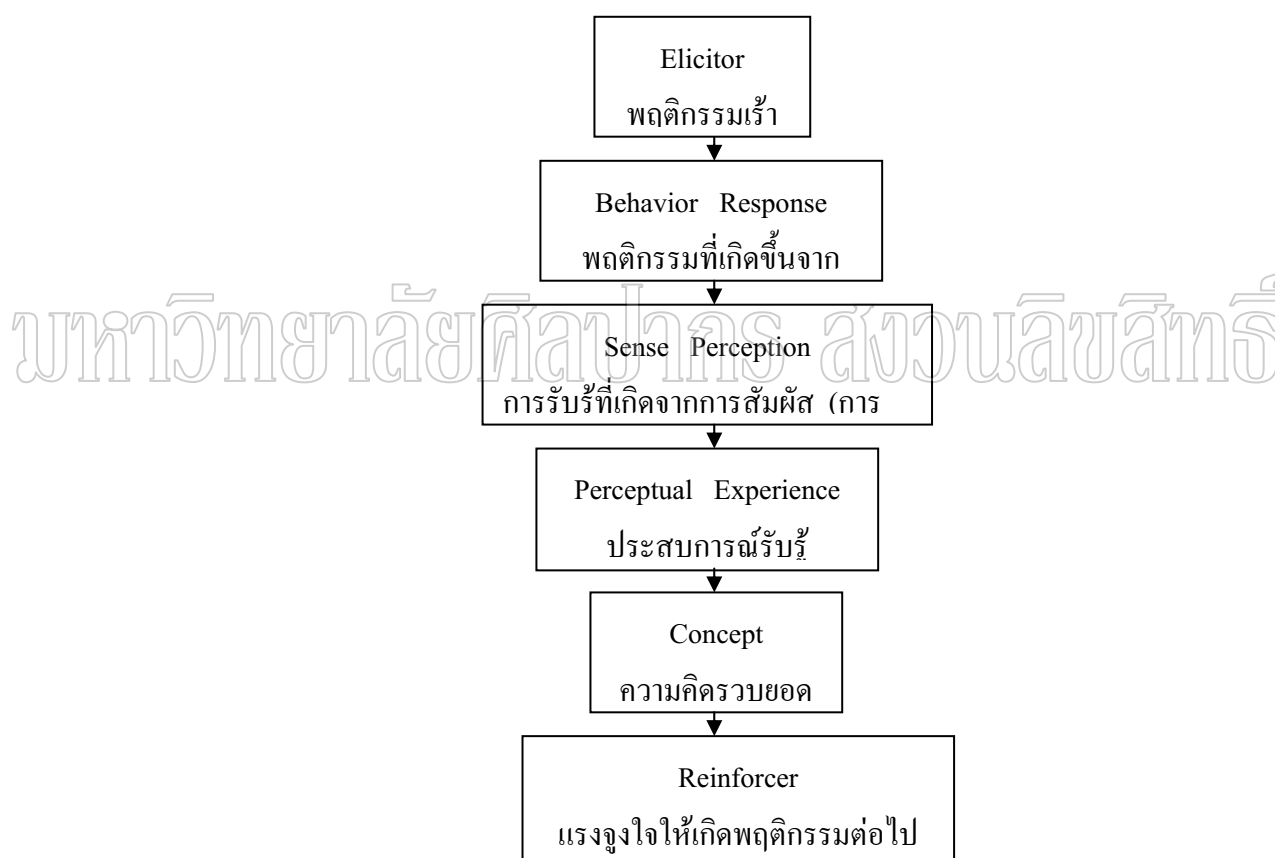 Elicitor
พฤติกรรมเร้า
Behavior Response
พฤติกรรมที่เกิดขึ้นจาก
มหาวิทยาลัยศิลปากร สงวนลิขสิทธิ์
Sense Perception
การรับรู้ที่เกิดจากการสัมผัส (การ
Perceptual Experience
ประสบการณ์รับรู้
Concept
ความคิดรวบยอด
Reinforcer
แรงจูงใจให้เกิดพฤติกรรมต่อไป